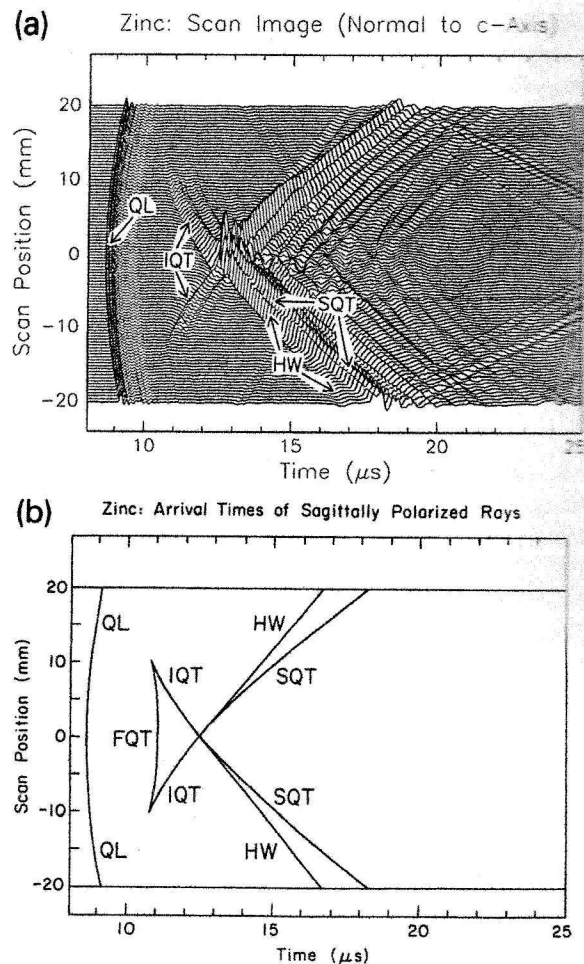 (a)
Zinc: Scan Image (Normal to c-Axis)
Scan Position (mm)
20
10
0
-10
-20
QL
IQT
SQT
HW
10
15
20
25
Time (μs)
(b)
Zinc: Arrival Times of Sagittally Polarized Rays
Scan Position (mm)
20
10
0
-10
-20
QL
HW
IQT
SQT
FQT
IQT
SQT
QL
HW
10
15
20
25
Time (μs)